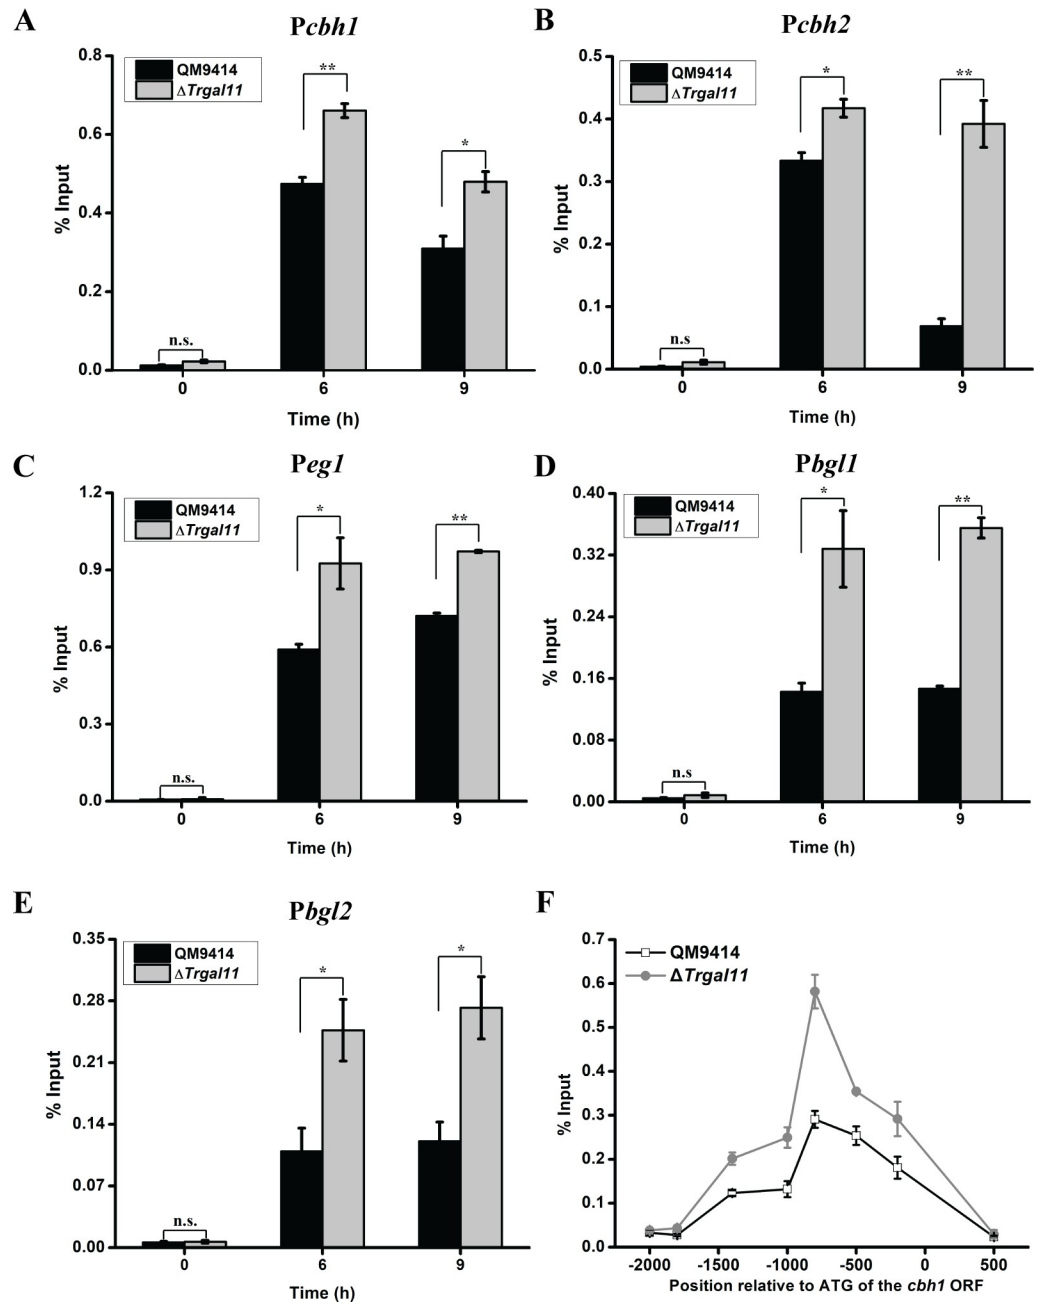 A
Pcbh1
QM9414
ΔTrgal11
0.8
0.6
0.4
0.2
0.0
% Input
n.s.
**
*
0
6
9
Time (h)
B
Pcbh2
QM9414
ΔTrgal11
0.5
0.4
0.3
0.2
0.1
0.0
% Input
n.s
*
**
0
6
9
Time (h)
C
Peg1
QM9414
ΔTrgal11
1.2
0.9
0.6
0.3
0.0
% Input
n.s.
*
**
0
6
9
Time (h)
D
Pbgl1
QM9414
ΔTrgal11
0.40
0.32
0.24
0.16
0.08
0.00
% Input
n.s
*
**
0
6
9
Time (h)
E
Pbgl2
QM9414
ΔTrgal11
0.35
0.28
0.21
0.14
0.07
0.00
% Input
n.s.
*
*
0
6
9
Time (h)
F
QM9414
ΔTrgal11
0.7
0.6
0.5
0.4
0.3
0.2
0.1
0.0
% Input
-2000 -1500 -1000 -500 0 500
Position relative to ATG of the cbh1 ORF